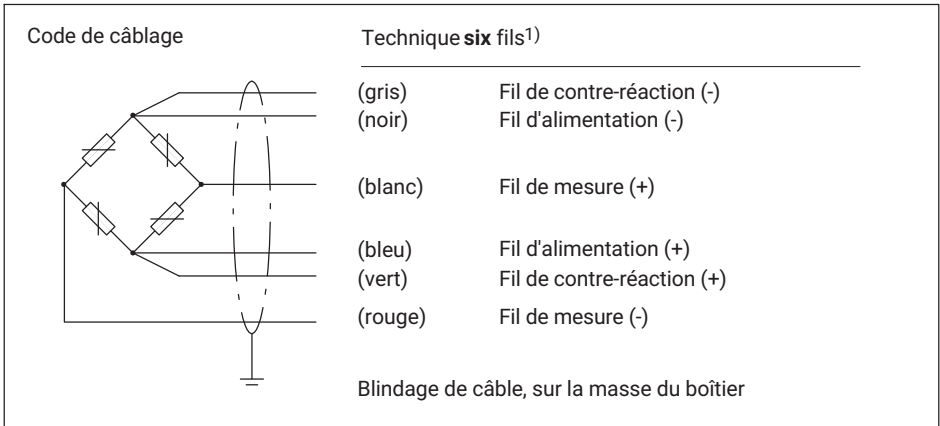 Code de câblage
Technique six fils1)
(gris) Fil de contre-réaction (-)
(noir) Fil d'alimentation (-)
(blanc) Fil de mesure (+)
(bleu) Fil d'alimentation (+)
(vert) Fil de contre-réaction (+)
(rouge) Fil de mesure (-)
Blindage de câble, sur la masse du boîtier